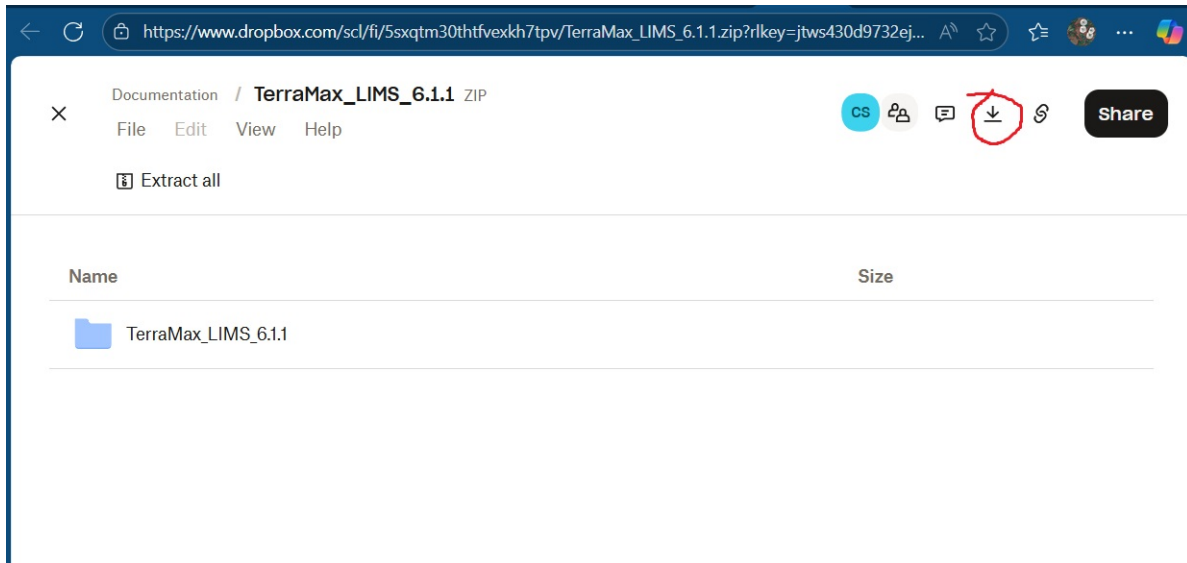 https://www.dropbox.com/scl/fi/5sxqtm30thtfvexkh7tpv/TerraMax_LIMS_6.1.1.zip?rlkey=jtws430d9732ej...
Documentation / TerraMax_LIMS_6.1.1 ZIP
File Edit View Help
CS
Share
Extract all
Name Size
TerraMax_LIMS_6.1.1